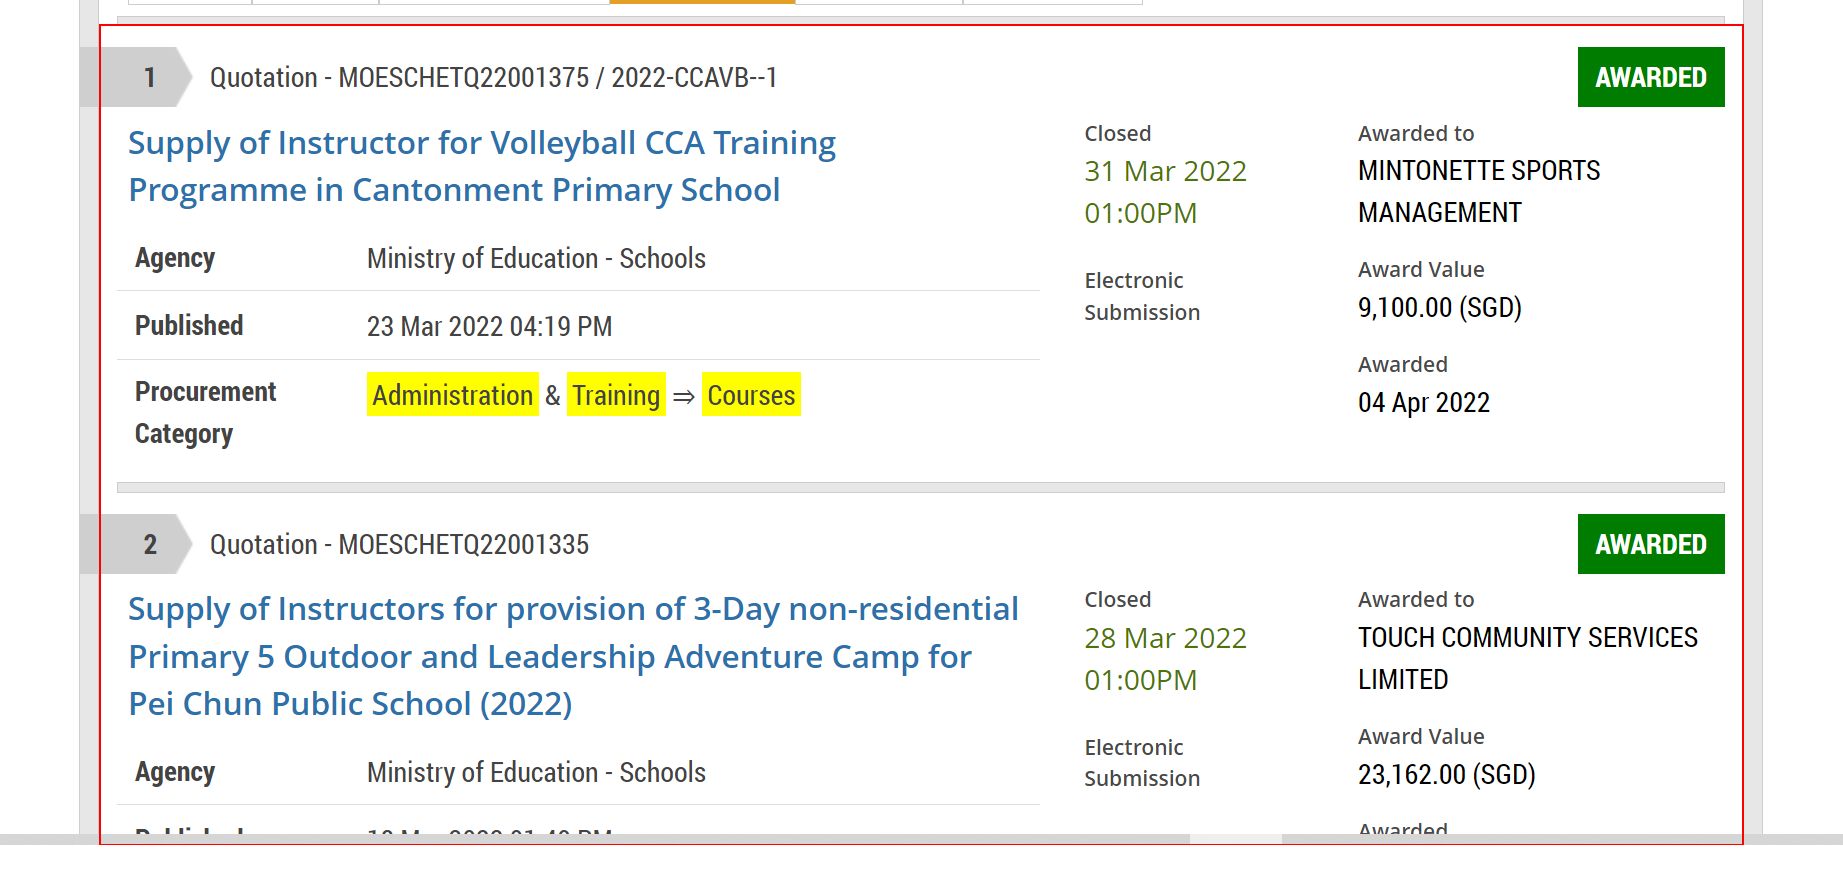 1
Quotation - MOESCHETQ22001375 / 2022-CCAVB--1
AWARDED
Supply of Instructor for Volleyball CCA Training
Programme in Cantonment Primary School
Agency
Ministry of Education - Schools
Published
23 Mar 2022 04:19 PM
Procurement
Category
Administration & Training ⇒ Courses
Closed
31 Mar 2022
01:00PM
Electronic
Submission
Awarded to
MINTONETTE SPORTS
MANAGEMENT
Award Value
9,100.00 (SGD)
Awarded
04 Apr 2022
2
Quotation - MOESCHETQ22001335
AWARDED
Supply of Instructors for provision of 3-Day non-residential
Primary 5 Outdoor and Leadership Adventure Camp for
Pei Chun Public School (2022)
Agency
Ministry of Education - Schools
Published
Closed
28 Mar 2022
01:00PM
Electronic
Submission
Awarded to
TOUCH COMMUNITY SERVICES
LIMITED
Award Value
23,162.00 (SGD)
Awarded